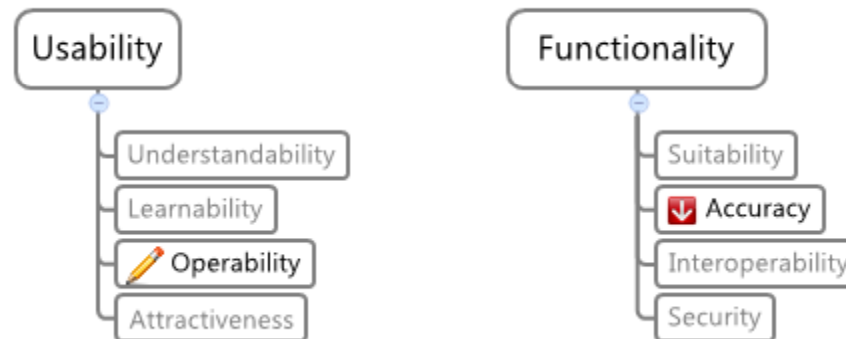 Usability
Understandability
Learnability
Operability
Attractiveness
Functionality
Suitability
Accuracy
Interoperability
Security